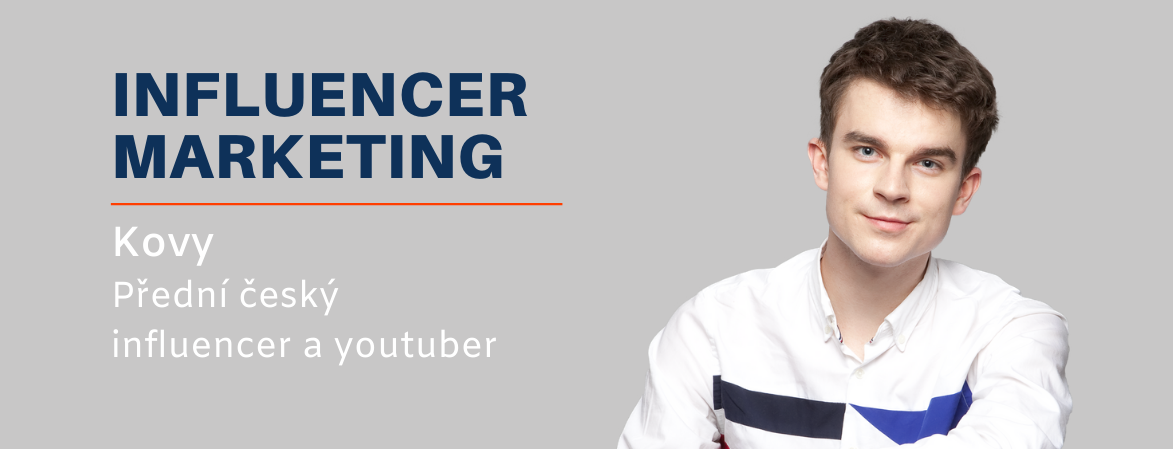 INFLUENCER
MARKETING
Kovy
Přední český
influencer a youtuber